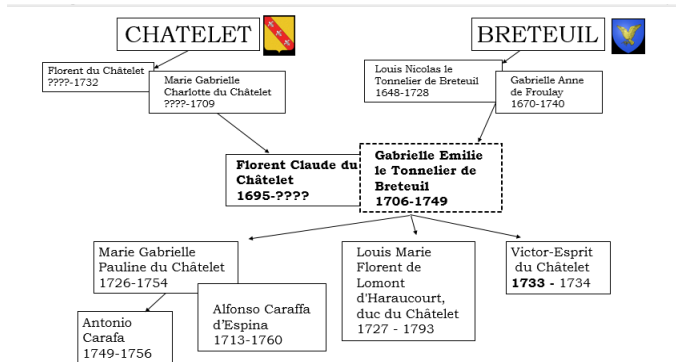 CHATELET
BRETEUIL
Florent du Châtelet
????-1732
Marie Gabrielle
Charlotte du Châtelet
????-1709
Louis Nicolas le
Tonnelier de Breteuil
1648-1728
Gabrielle Anne
de Froulay
1670-1740
Florent Claude du
Châtelet
1695-????
Gabrielle Emilie
le Tonnelier de
Breteuil
1706-1749
Marie Gabrielle
Pauline du Châtelet
1726-1754
Alfonso Caraffa
d'Espina
1713-1760
Antonio
Carafa
1749-1756
Louis Marie
Florent de
Lomont
d'Haraucourt,
duc du Châtelet
1727 - 1793
Victor-Esprit
du Châtelet
1733 - 1734